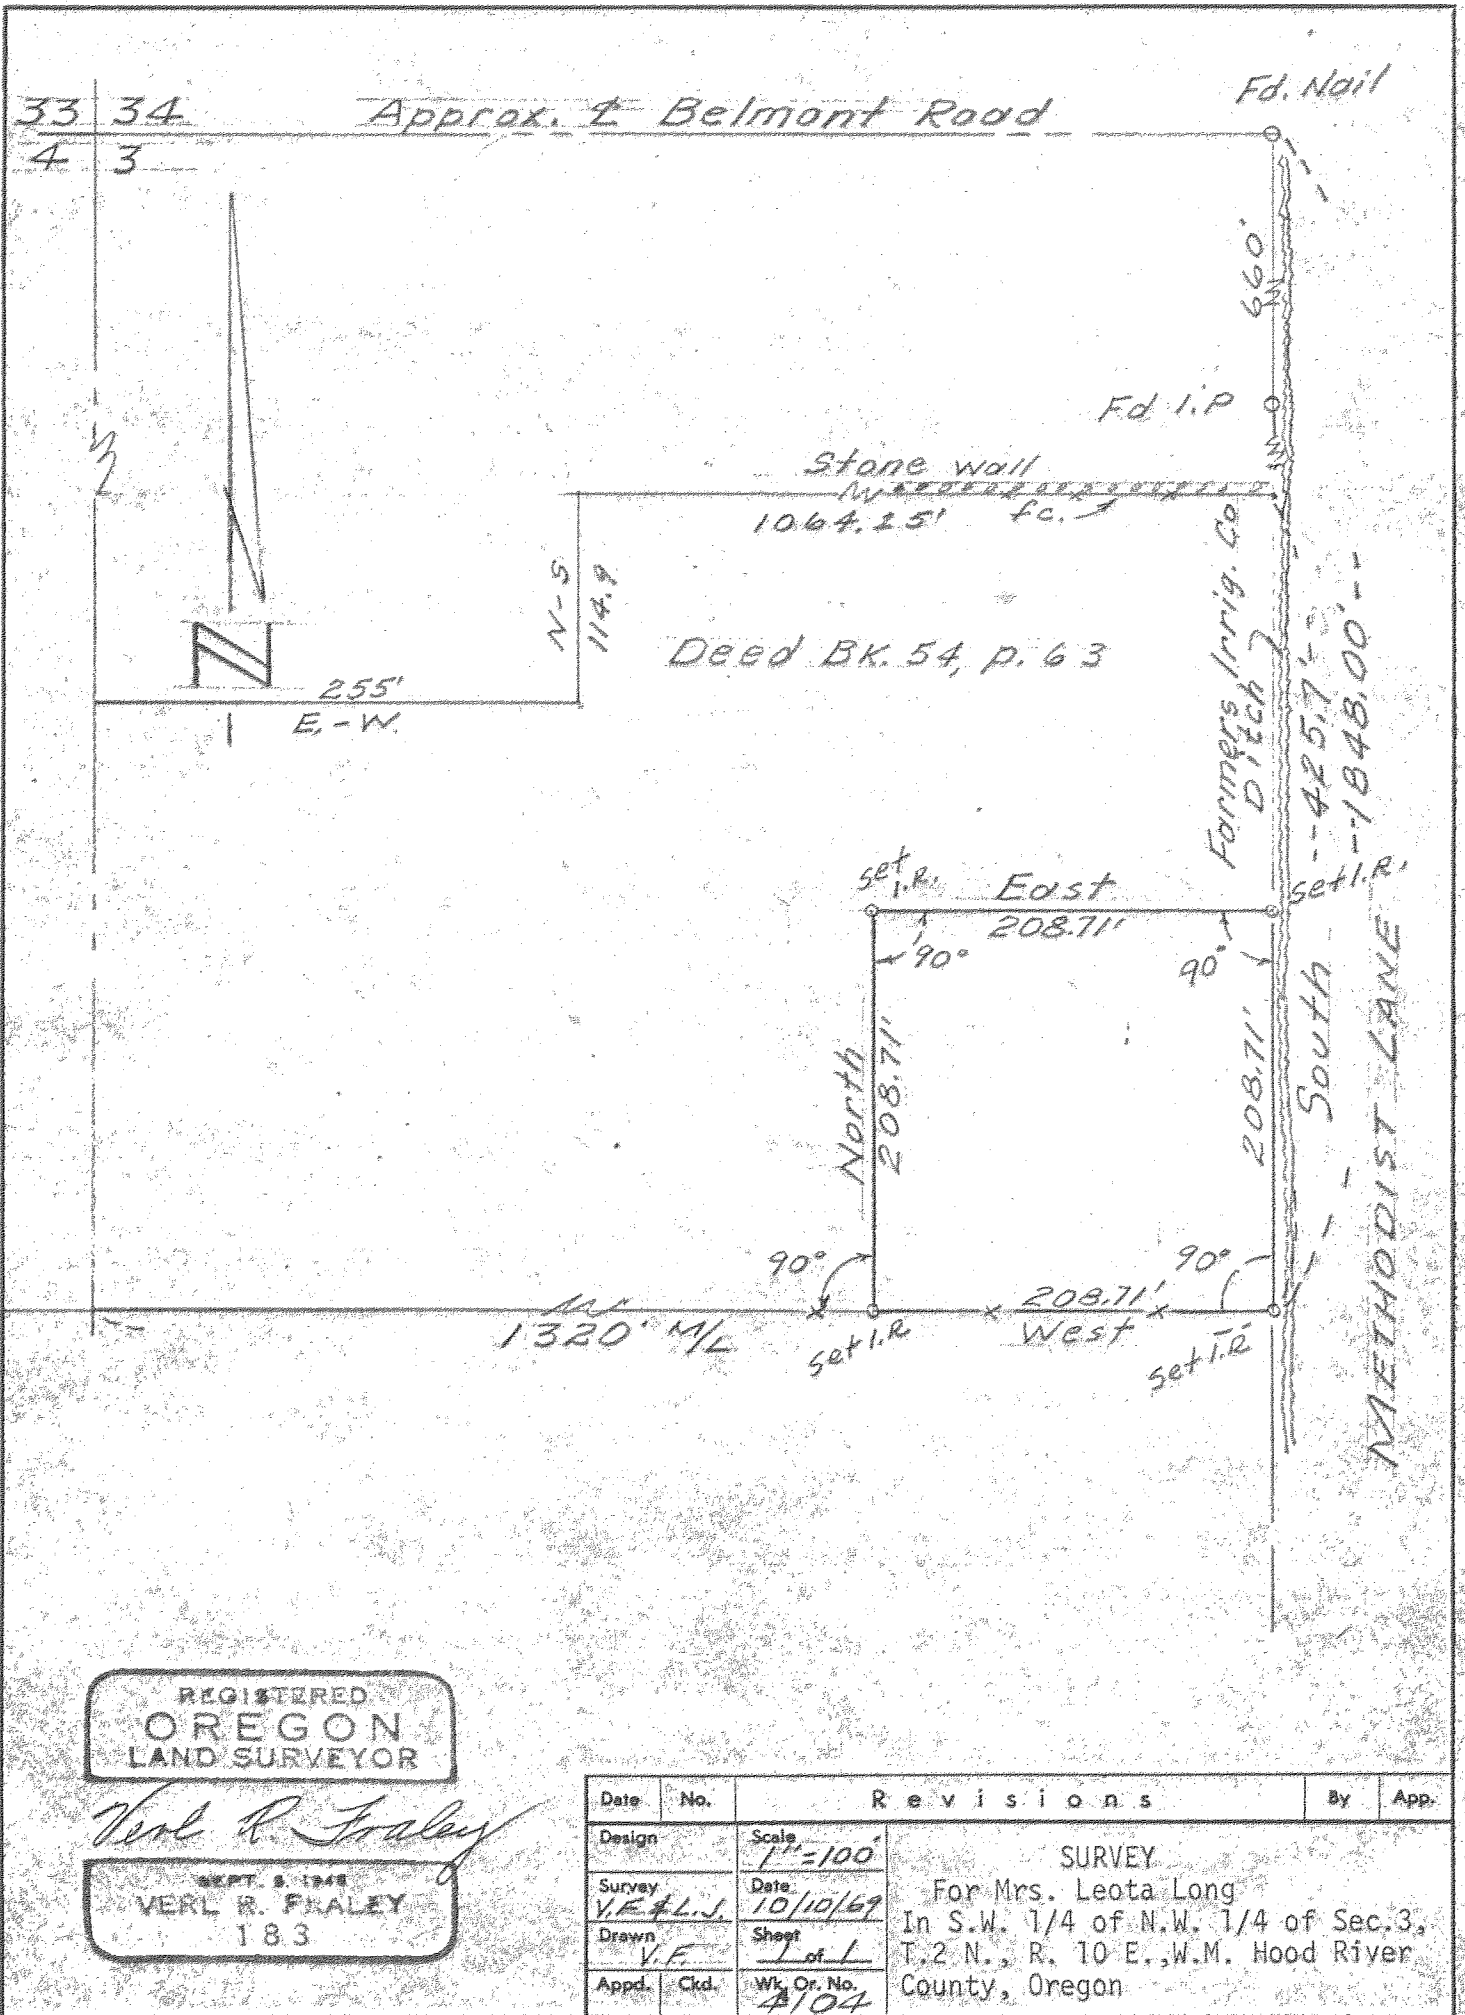 33 34
4 3
Approx. ℄ Belmont Road
Fd. Nail
660'
Fd I.P
Stone wall
1064.25' fc.
N-S
114.9
Deed Bk. 54, p. 63
255'
E.-W.
Farmers Irrig. Co.
Ditch
--425.7'--
--1848.00'--
set I.R.
East
208.71'
set I.R.
90°
90°
North
208.71'
208.71'
South
METHODIST LANE
90°
90°
208.71'
West
1320' M/L
set I.R
set I.R
REGISTERED
OREGON
LAND SURVEYOR
Verl R. Fraley
VERL R. FRALEY
183
Date No. Revisions By App.
Design
Scale
1"=100'
Survey
V.F. & L.J.
Date
10/10/69
Drawn
V.F.
Sheet
1 of 1
Appd. Ckd.
Wk. Or. No.
4104
SURVEY
For Mrs. Leota Long
In S.W. 1/4 of N.W. 1/4 of Sec.3,
T.2 N., R. 10 E.,W.M. Hood River
County, Oregon